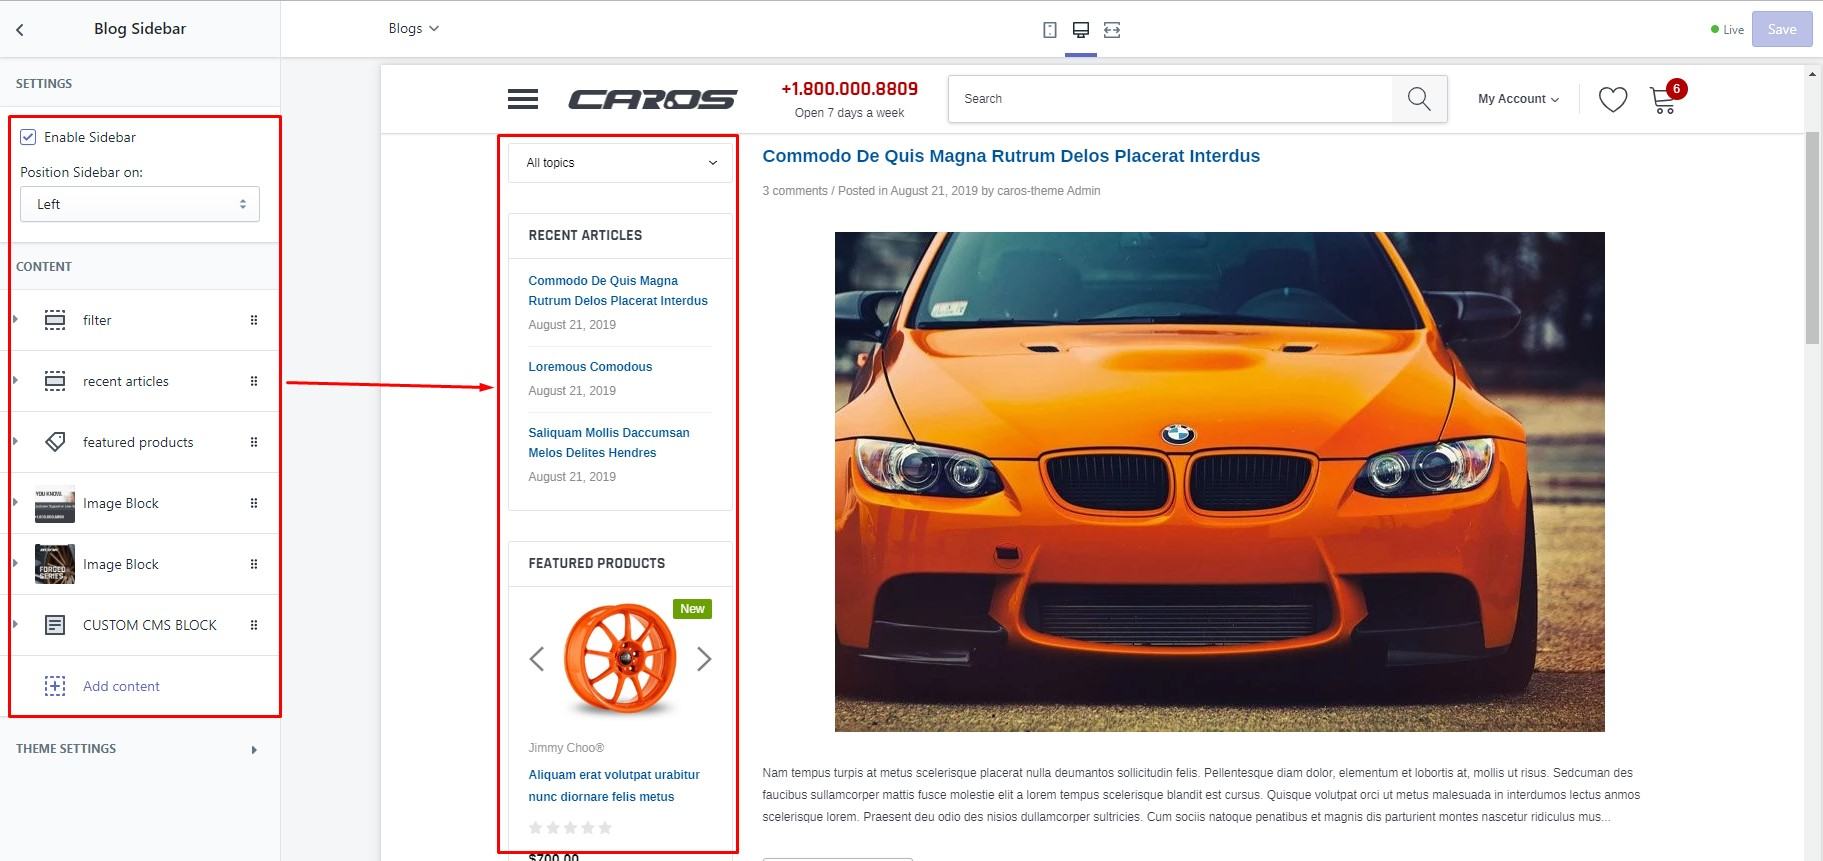 Blog Sidebar
Blogs
Live
Save
SETTINGS
Enable Sidebar
Position Sidebar on:
Left
CONTENT
filter
recent articles
featured products
YOU KNOW.
Image Block
FORGED
SERIES
Image Block
CUSTOM CMS BLOCK
Add content
THEME SETTINGS
CAROS
+1.800.000.8809
Open 7 days a week
Search
My Account
6
All topics
RECENT ARTICLES
Commodo De Quis Magna
Rutrum Delos Placerat Interdus
August 21, 2019
Loremous Comodous
August 21, 2019
Saliquam Mollis Daccumsan
Melos Delites Hendres
August 21, 2019
FEATURED PRODUCTS
New
Jimmy Choo®
Aliquam erat volutpat urabitur
nunc diornare felis metus
$700.00
Commodo De Quis Magna Rutrum Delos Placerat Interdus
3 comments / Posted in August 21, 2019 by caros-theme Admin
Nam tempus turpis at metus scelerisque placerat nulla deumantos sollicitudin felis. Pellentesque diam dolor, elementum et lobortis at, mollis ut risus. Sedcuman des
faucibus sullamcorper mattis fusce molestie elit a lorem tempus scelerisque blandit est cursus. Quisque volutpat orci ut metus malesuada in interdumos lectus anmos
scelerisque lorem. Praesent deu odio des nisios dullamcorper sultricies. Cum sociis natoque penatibus et magnis dis parturient montes nascetur ridiculus mus...